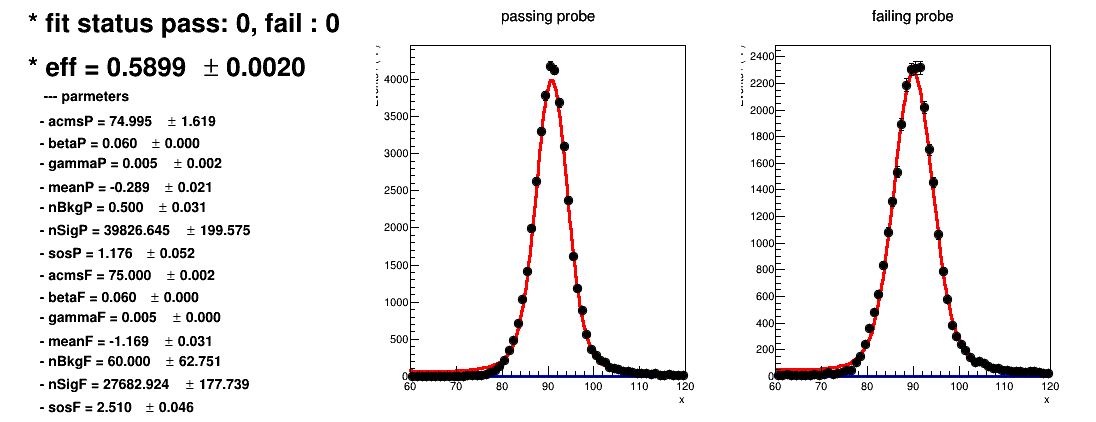 * fit status pass: 0, fail : 0
* eff = 0.5899 ± 0.0020
--- parmeters
- acmsP = 74.995 ± 1.619
- betaP = 0.060 ± 0.000
- gammaP = 0.005 ± 0.002
- meanP = -0.289 ± 0.021
- nBkgP = 0.500 ± 0.031
- nSigP = 39826.645 ± 199.575
- sosP = 1.176 ± 0.052
- acmsF = 75.000 ± 0.002
- betaF = 0.060 ± 0.000
- gammaF = 0.005 ± 0.000
- meanF = -1.169 ± 0.031
- nBkgF = 60.000 ± 62.751
- nSigF = 27682.924 ± 177.739
- sosF = 2.510 ± 0.046
passing probe
4000
3500
3000
2500
2000
1500
1000
500
0
60 70 80 90 100 110 120
x
failing probe
2400
2200
2000
1800
1600
1400
1200
1000
800
600
400
200
0
60 70 80 90 100 110 120
x